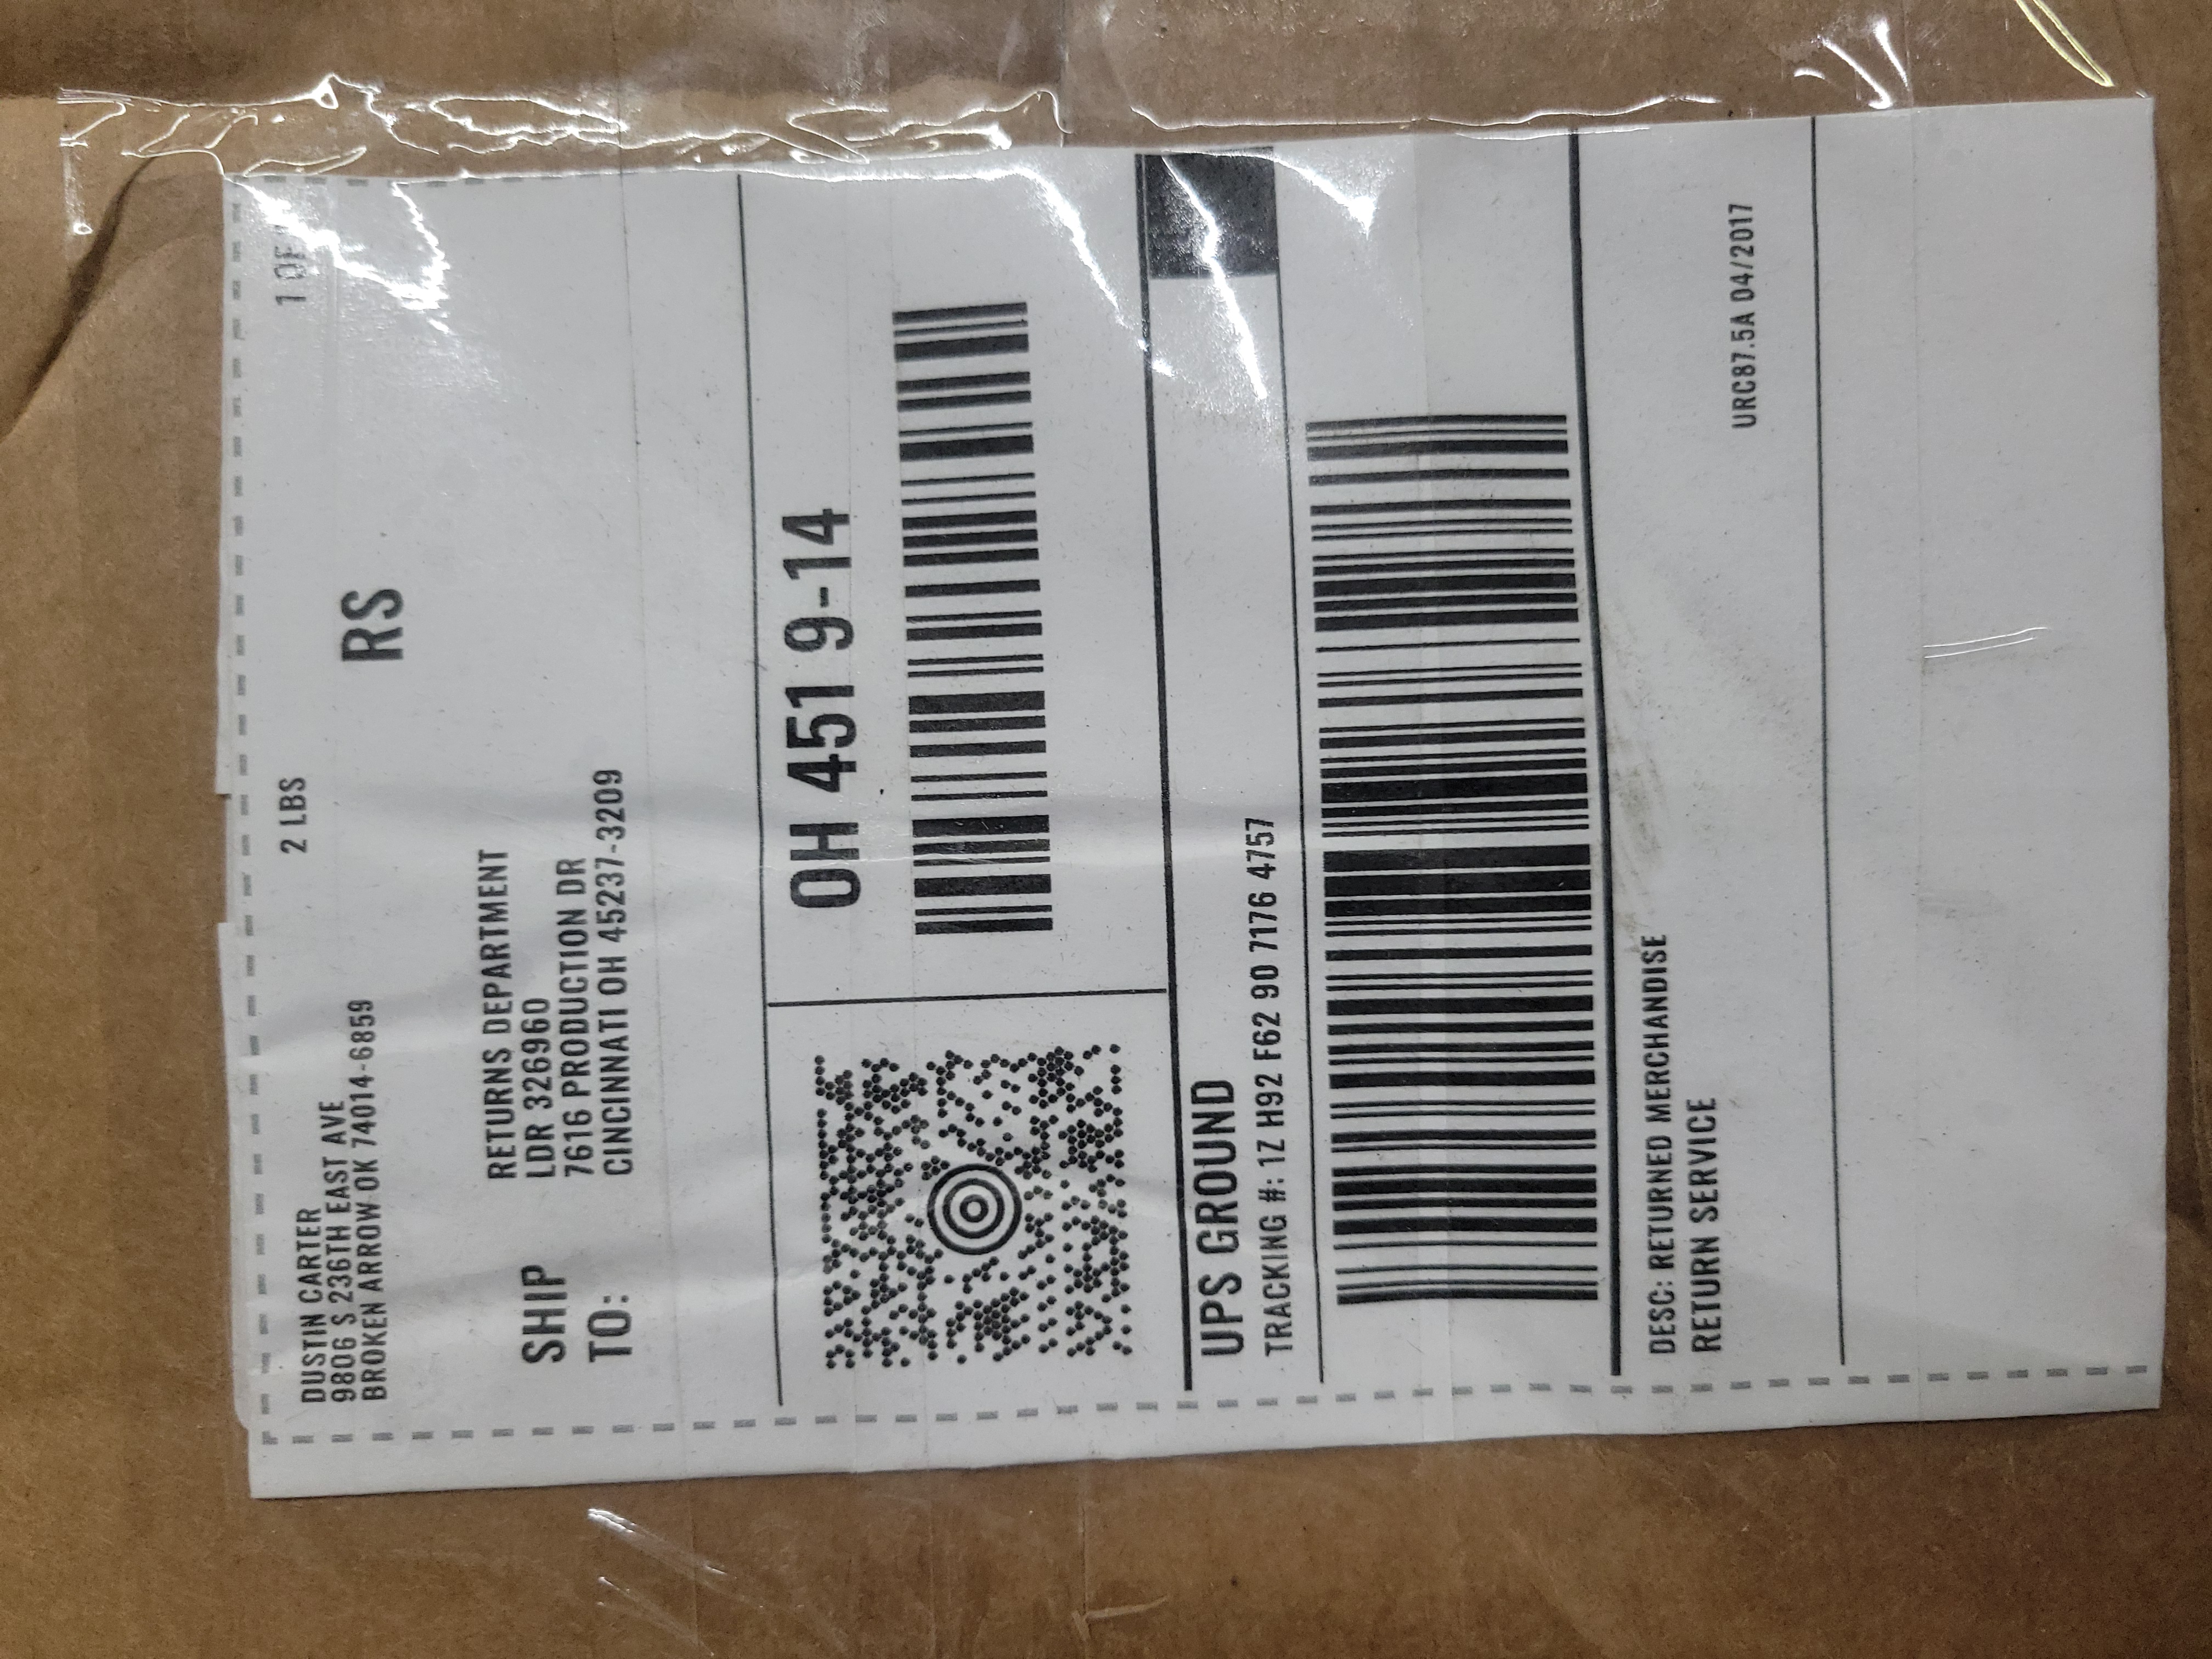 DUSTIN CARTER
9806 S 236TH EAST AVE
BROKEN ARROW OK 74014-6859
2 LBS
1 OF
RS
SHIP
TO:
RETURNS DEPARTMENT
LDR 326960
7616 PRODUCTION DR
CINCINNATI OH 45237-3209
OH 451 9-14
UPS GROUND
TRACKING #: 1Z H92 F62 90 7176 4757
DESC: RETURNED MERCHANDISE
RETURN SERVICE
URC87.5A 04/2017